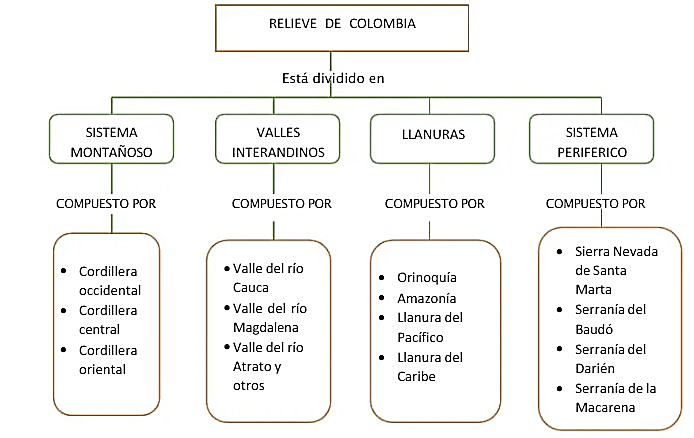 RELIEVE DE COLOMBIA
Está dividido en
SISTEMA
MONTAÑOSO
VALLES
INTERANDINOS
LLANURAS
SISTEMA
PERIFERICO
COMPUESTO POR
COMPUESTO POR
COMPUESTO POR
COMPUESTO POR
• Cordillera
occidental
• Cordillera
central
• Cordillera
oriental
• Valle del río
Cauca
• Valle del río
Magdalena
• Valle del río
Atrato y
otros
• Orinoquía
• Amazonía
• Llanura del
Pacífico
• Llanura del
Caribe
• Sierra Nevada
de Santa
Marta
• Serranía del
Baudó
• Serranía del
Darién
• Serranía de la
Macarena